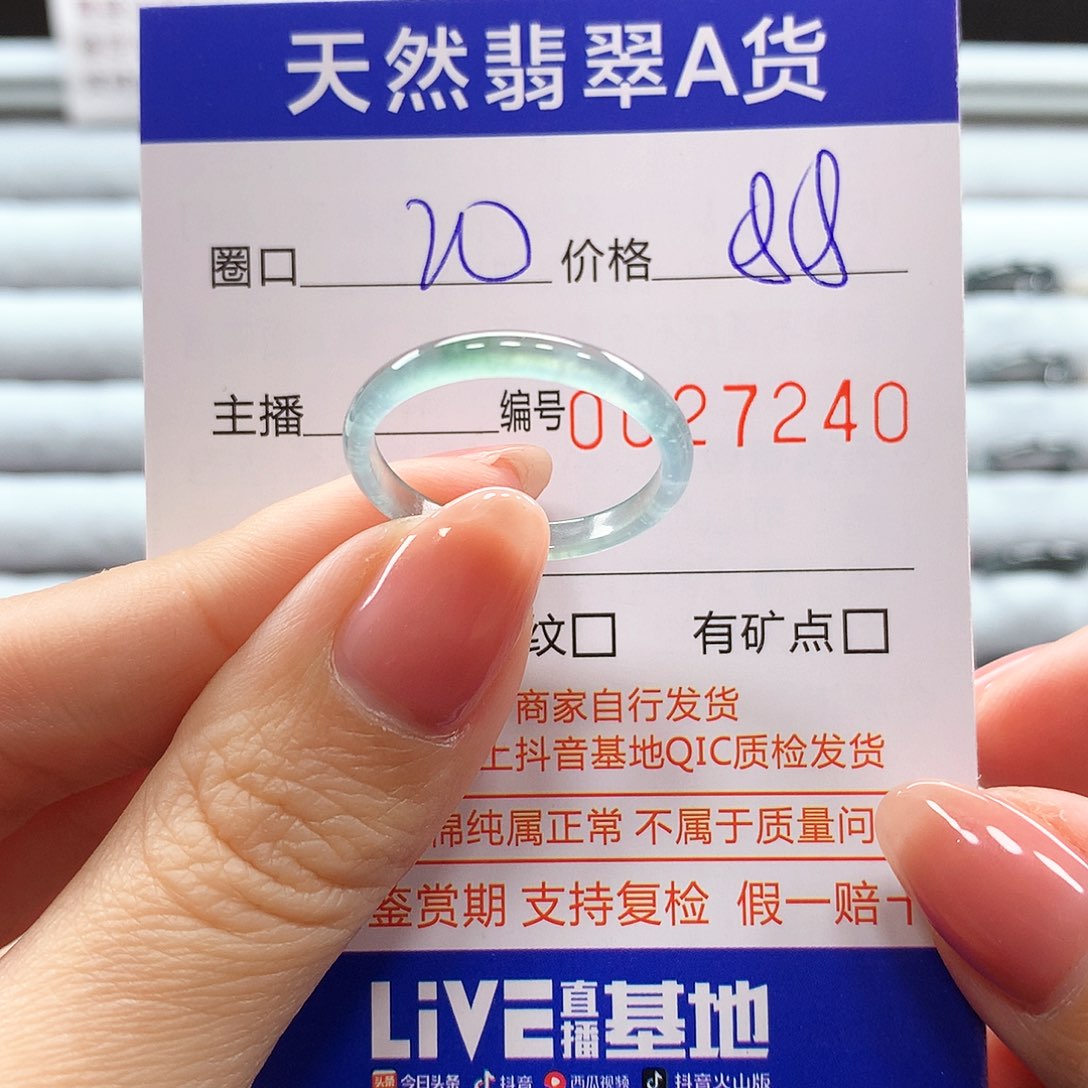 天然翡翠A货
圈口 20 价格 88
主播 编号 0027240
纹□ 有矿点□
商家自行发货
上抖音基地QIC质检发货
棉纯属正常 不属于质量问
鉴赏期 支持复检 假一赔
LiVE直播基地
头条 今日头条 抖音 西瓜视频 抖音火山版